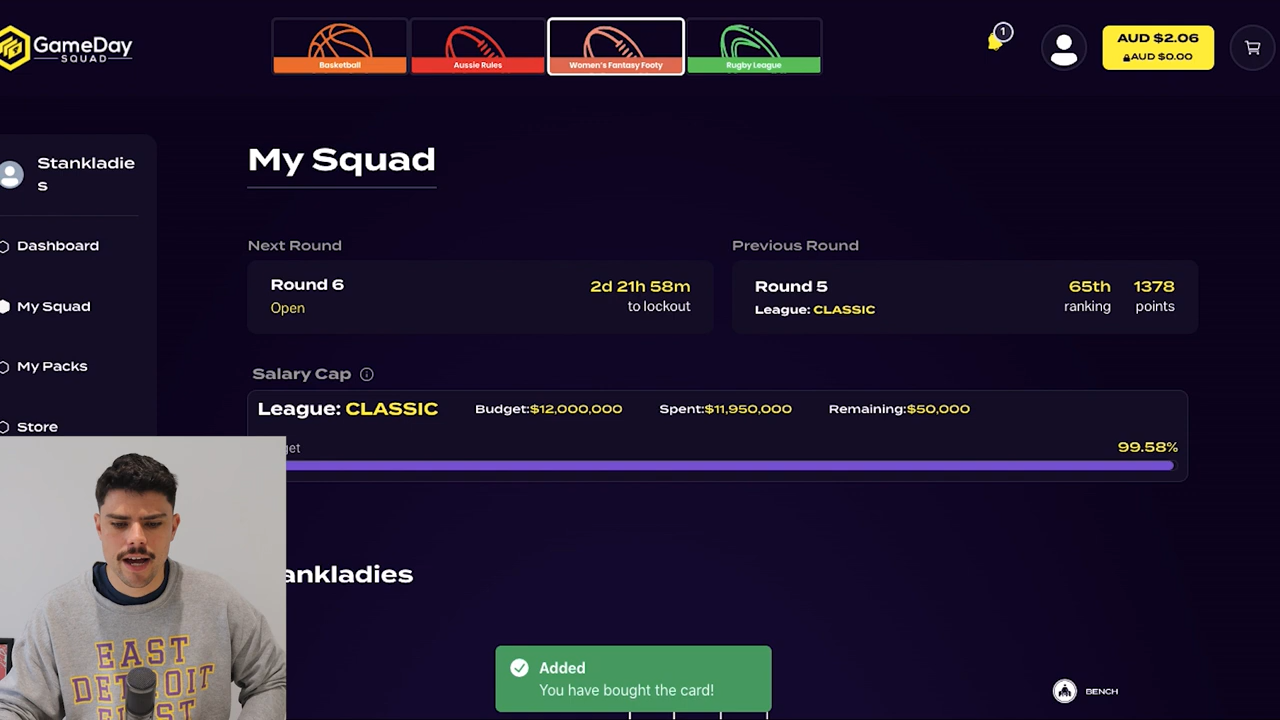 GameDay
SQUAD
Basketball
Aussie Rules
Women's Fantasy Footy
Rugby League
1
AUD $2.06
AUD $0.00
Stankladie
s
Dashboard
My Squad
My Packs
Store
My Squad
Next Round
Round 6
Open
2d 21h 58m
to lockout
Previous Round
Round 5
League: CLASSIC
65th
ranking
1378
points
Salary Cap
League: CLASSIC
Budget:$12,000,000
Spent:$11,950,000
Remaining:$50,000
get
99.58%
ankladies
Added
You have bought the card!
BENCH
EAST
DETROIT